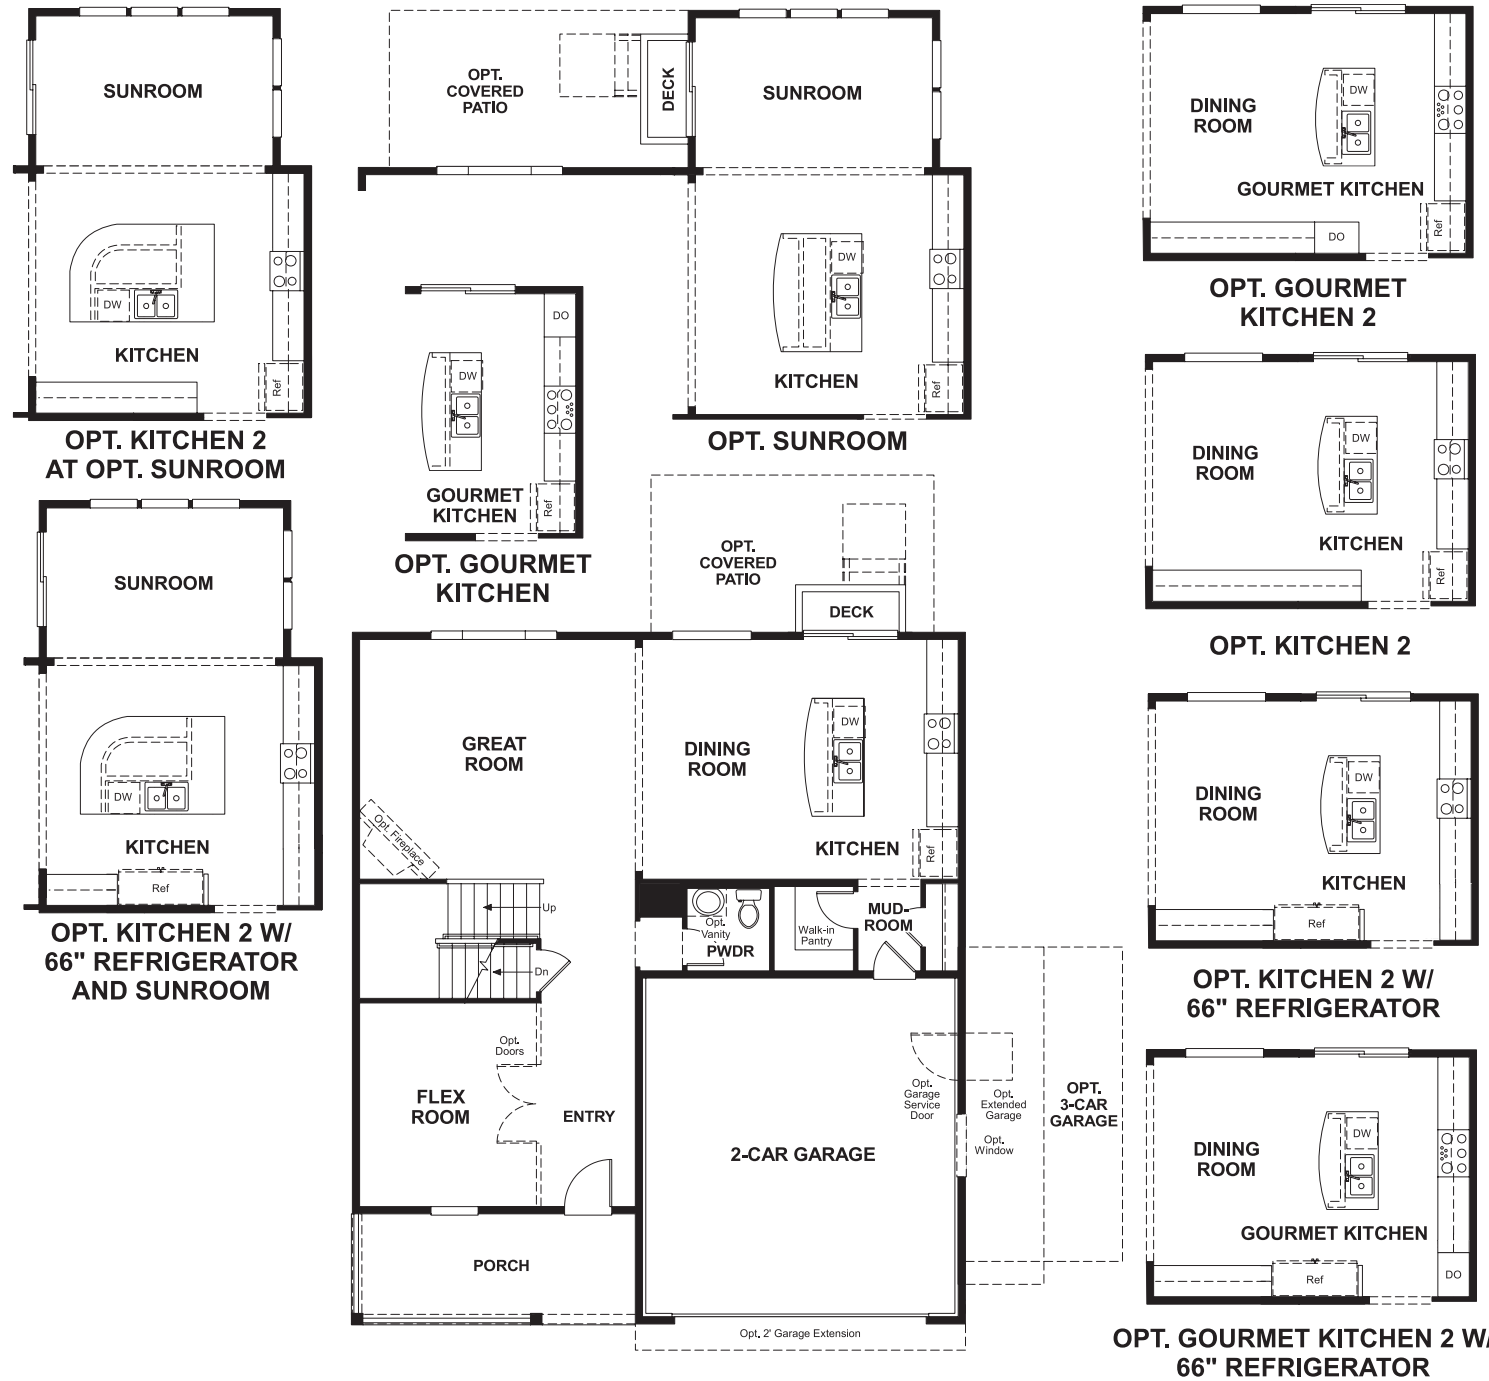 SUNROOM
DW
KITCHEN
Ref
OPT. KITCHEN 2
AT OPT. SUNROOM
SUNROOM
DW
KITCHEN
Ref
OPT. KITCHEN 2 W/
66" REFRIGERATOR
AND SUNROOM
OPT.
COVERED
PATIO
DECK
SUNROOM
DW
KITCHEN
Ref
OPT. SUNROOM
DO
DW
GOURMET
KITCHEN
Ref
OPT. GOURMET
KITCHEN
OPT.
COVERED
PATIO
DECK
GREAT
ROOM
DINING
ROOM
DW
KITCHEN
Ref
Opt. Fireplace
Up
Dn
Opt.
Vanity
PWDR
Walk-in
Pantry
MUD-
ROOM
Opt.
Doors
FLEX
ROOM
ENTRY
2-CAR GARAGE
Opt.
Garage
Service
Door
Opt.
Extended
Garage
Opt.
Window
OPT.
3-CAR
GARAGE
PORCH
Opt. 2' Garage Extension
DINING
ROOM
DW
GOURMET KITCHEN
DO
Ref
OPT. GOURMET
KITCHEN 2
DINING
ROOM
DW
KITCHEN
Ref
OPT. KITCHEN 2
DINING
ROOM
DW
KITCHEN
Ref
OPT. KITCHEN 2 W/
66" REFRIGERATOR
DINING
ROOM
DW
GOURMET KITCHEN
Ref
DO
OPT. GOURMET KITCHEN 2 W/
66" REFRIGERATOR